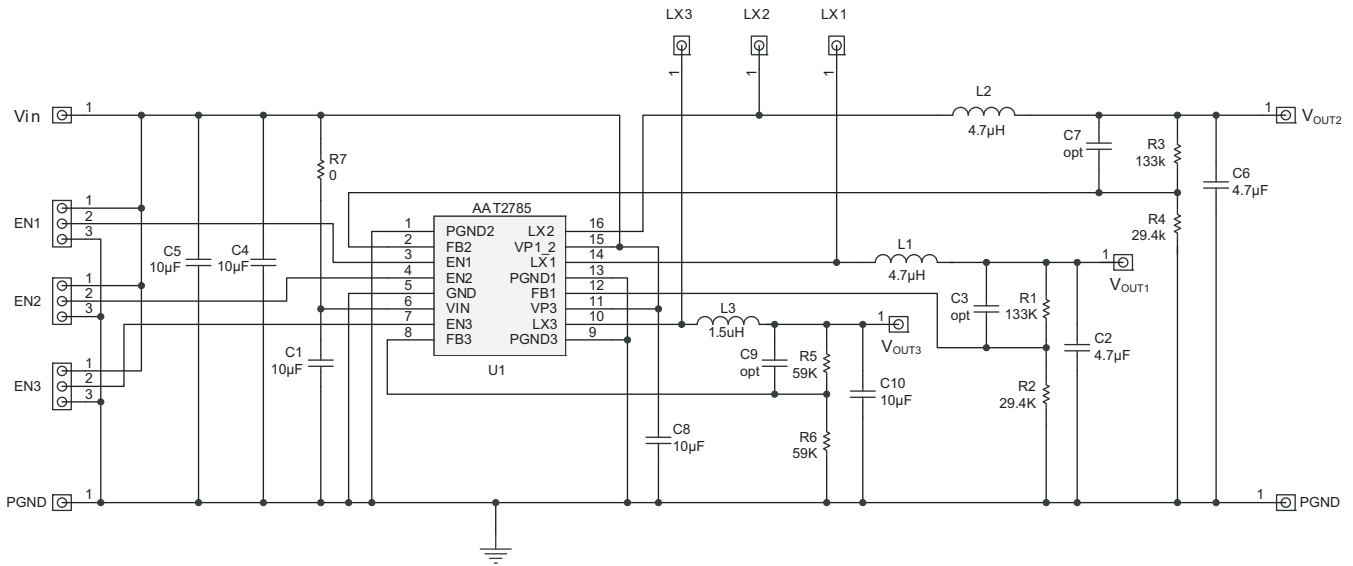 LX3
LX2
LX1
1
1
1
Vin
1
L2
4.7µH
1
VOUT2
C7
opt
R3
133k
C6
4.7µF
R4
29.4k
R7
0
EN1
1
2
3
EN2
1
2
3
EN3
1
2
3
C5
10µF
C4
10µF
C1
10µF
AAT2785
1
2
3
4
5
6
7
8
PGND2
FB2
EN1
EN2
GND
VIN
EN3
FB3
LX2
VP1_2
LX1
PGND1
FB1
VP3
LX3
PGND3
16
15
14
13
12
11
10
9
U1
L1
4.7µH
1
VOUT1
C3
opt
R1
133K
C2
4.7µF
R2
29.4K
L3
1.5uH
1
VOUT3
C9
opt
R5
59K
C10
10µF
R6
59K
C8
10µF
PGND
1
1
PGND